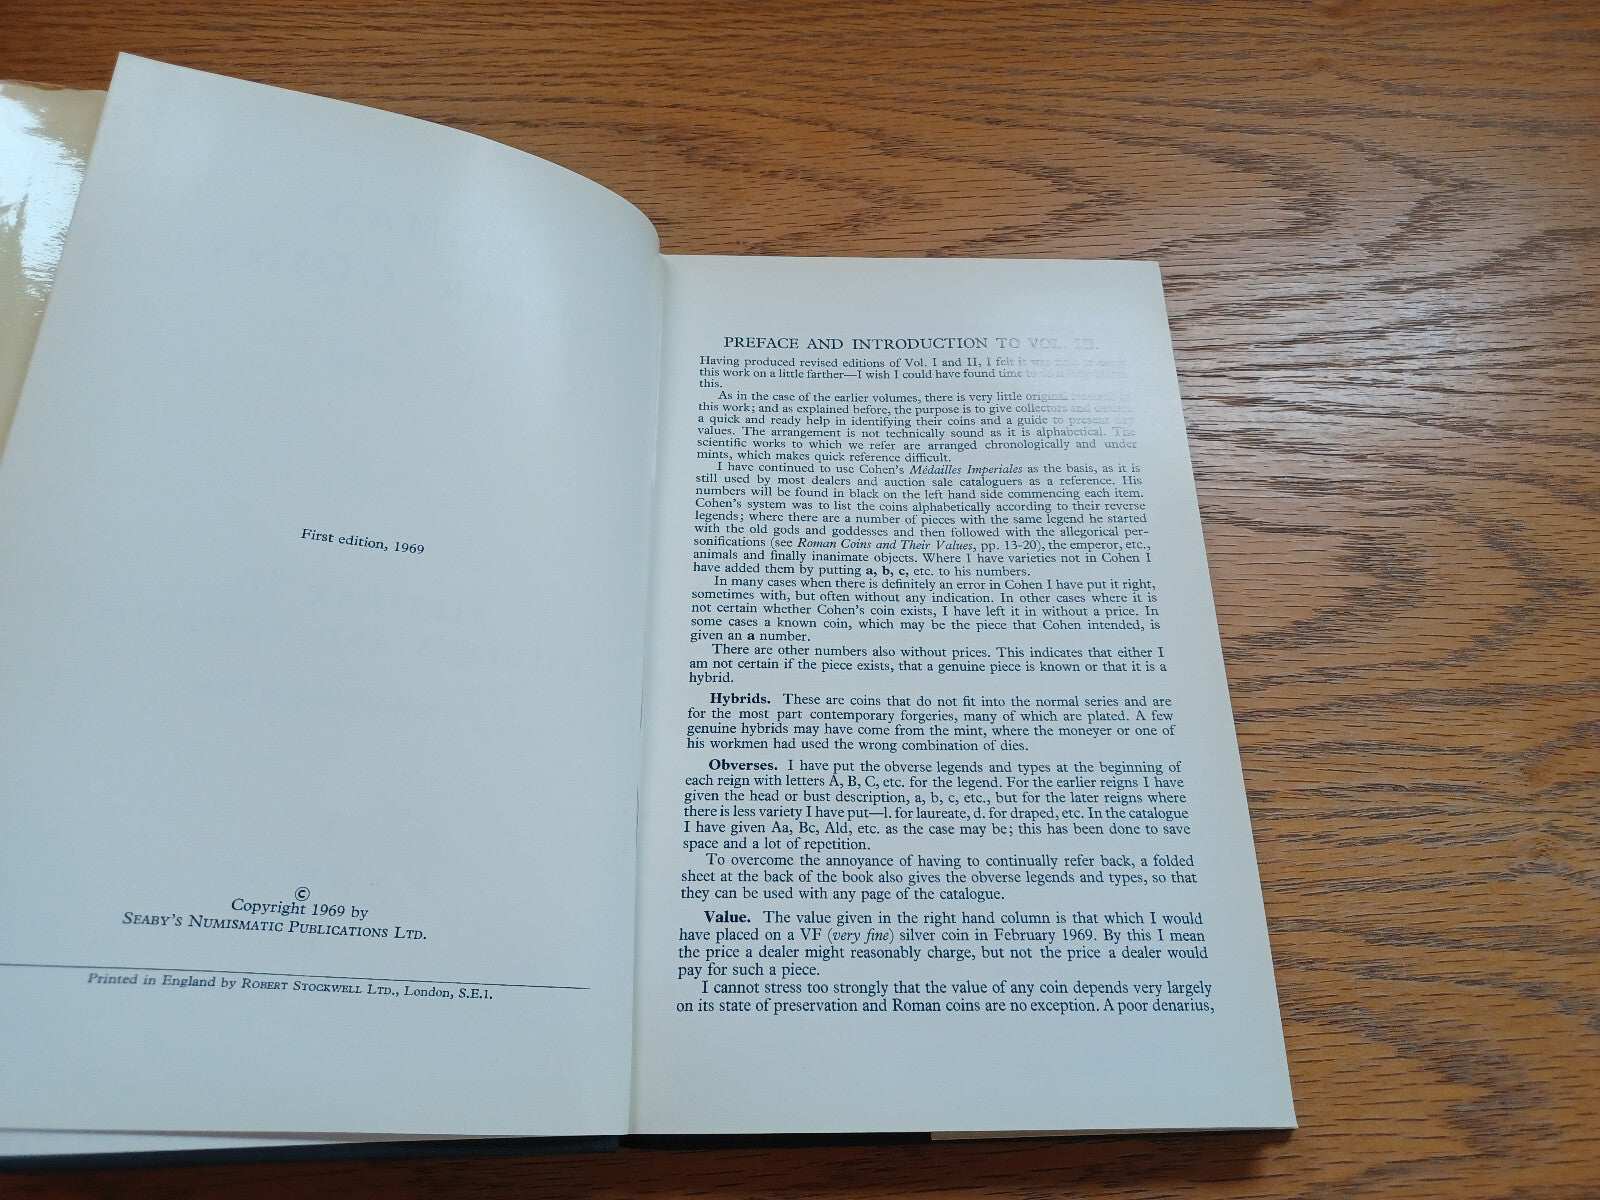 First edition, 1969
©
Copyright 1969 by
SEABY'S NUMISMATIC PUBLICATIONS LTD.
Printed in England by ROBERT STOCKWELL LTD., London, S.E.1.
PREFACE AND INTRODUCTION TO VOL. III.
Having produced revised editions of Vol. I and II, I felt it was
this work on a little farther—I wish I could have found time to
this.
As in the case of the earlier volumes, there is very little original research in
this work; and as explained before, the purpose is to give collectors and dealers
a quick and ready help in identifying their coins and a guide to present day
values. The arrangement is not technically sound as it is alphabetical. The
scientific works to which we refer are arranged chronologically and under
mints, which makes quick reference difficult.
I have continued to use Cohen's Médailles Imperiales as the basis, as it is
still used by most dealers and auction sale cataloguers as a reference. His
numbers will be found in black on the left hand side commencing each item.
Cohen's system was to list the coins alphabetically according to their reverse
legends; where there are a number of pieces with the same legend he started
with the old gods and goddesses and then followed with the allegorical per-
sonifications (see Roman Coins and Their Values, pp. 13-20), the emperor, etc.,
animals and finally inanimate objects. Where I have varieties not in Cohen I
have added them by putting a, b, c, etc. to his numbers.
In many cases when there is definitely an error in Cohen I have put it right,
sometimes with, but often without any indication. In other cases where it is
not certain whether Cohen's coin exists, I have left it in without a price. In
some cases a known coin, which may be the piece that Cohen intended, is
given an a number.
There are other numbers also without prices. This indicates that either I
am not certain if the piece exists, that a genuine piece is known or that it is a
hybrid.
Hybrids. These are coins that do not fit into the normal series and are
for the most part contemporary forgeries, many of which are plated. A few
genuine hybrids may have come from the mint, where the moneyer or one of
his workmen had used the wrong combination of dies.
Obverses. I have put the obverse legends and types at the beginning of
each reign with letters A, B, C, etc. for the legend. For the earlier reigns I have
given the head or bust description, a, b, c, etc., but for the later reigns where
there is less variety I have put—l. for laureate, d. for draped, etc. In the catalogue
I have given Aa, Bc, Ald, etc. as the case may be; this has been done to save
space and a lot of repetition.
To overcome the annoyance of having to continually refer back, a folded
sheet at the back of the book also gives the obverse legends and types, so that
they can be used with any page of the catalogue.
Value. The value given in the right hand column is that which I would
have placed on a VF (very fine) silver coin in February 1969. By this I mean
the price a dealer might reasonably charge, but not the price a dealer would
pay for such a piece.
I cannot stress too strongly that the value of any coin depends very largely
on its state of preservation and Roman coins are no exception. A poor denarius,